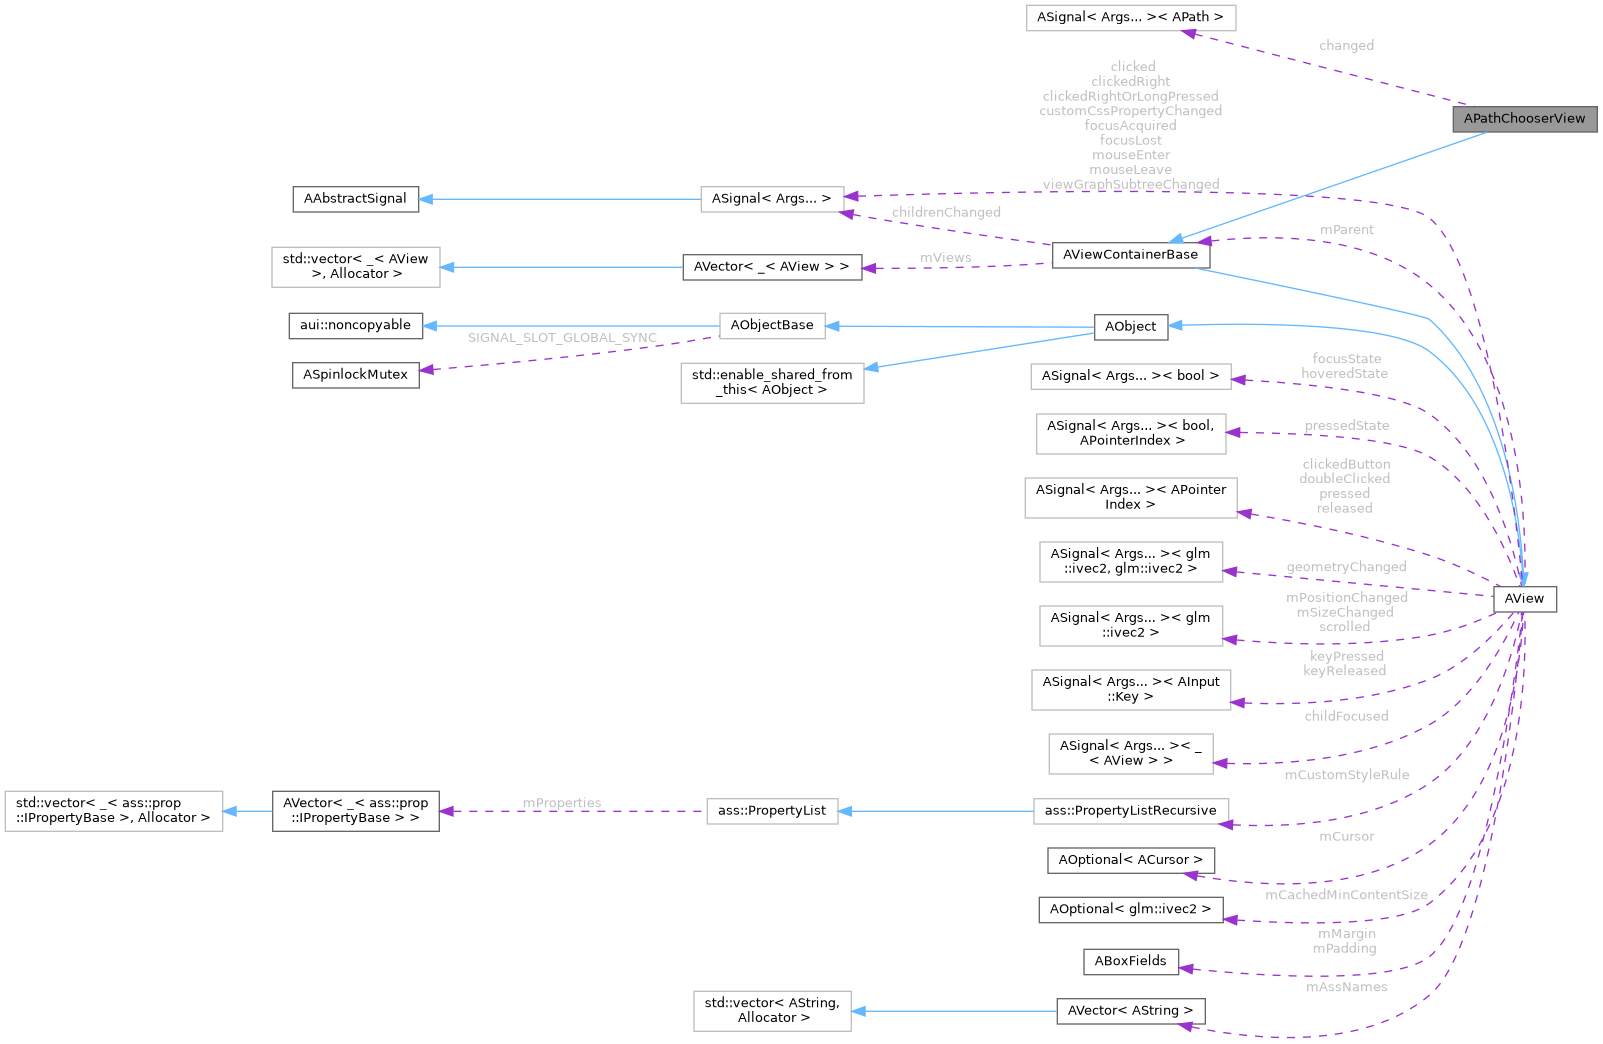 ASignal< Args... >< APath >
changed
clicked
clickedRight
clickedRightOrLongPressed
customCssPropertyChanged
focusAcquired
focusLost
mouseEnter
mouseLeave
viewGraphSubtreeChanged
APathChooserView
AAbstractSignal
ASignal< Args... >
childrenChanged
mParent
std::vector< _< AView
>, Allocator >
AVector< _< AView > >
mViews
AViewContainerBase
aui::noncopyable
AObjectBase
AObject
SIGNAL_SLOT_GLOBAL_SYNC
ASpinlockMutex
std::enable_shared_from
_this< AObject >
ASignal< Args... >< bool >
focusState
hoveredState
ASignal< Args... >< bool,
APointerIndex >
pressedState
ASignal< Args... >< APointer
Index >
clickedButton
doubleClicked
pressed
released
ASignal< Args... >< glm
::ivec2, glm::ivec2 >
geometryChanged
AView
ASignal< Args... >< glm
::ivec2 >
mPositionChanged
mSizeChanged
scrolled
ASignal< Args... >< AInput
::Key >
keyPressed
keyReleased
ASignal< Args... >< _
< AView > >
childFocused
mCustomStyleRule
std::vector< _< ass::prop
::IPropertyBase >, Allocator >
AVector< _< ass::prop
::IPropertyBase > >
mProperties
ass::PropertyList
ass::PropertyListRecursive
mCursor
AOptional< ACursor >
mCachedMinContentSize
AOptional< glm::ivec2 >
mMargin
mPadding
ABoxFields
mAssNames
std::vector< AString,
Allocator >
AVector< AString >